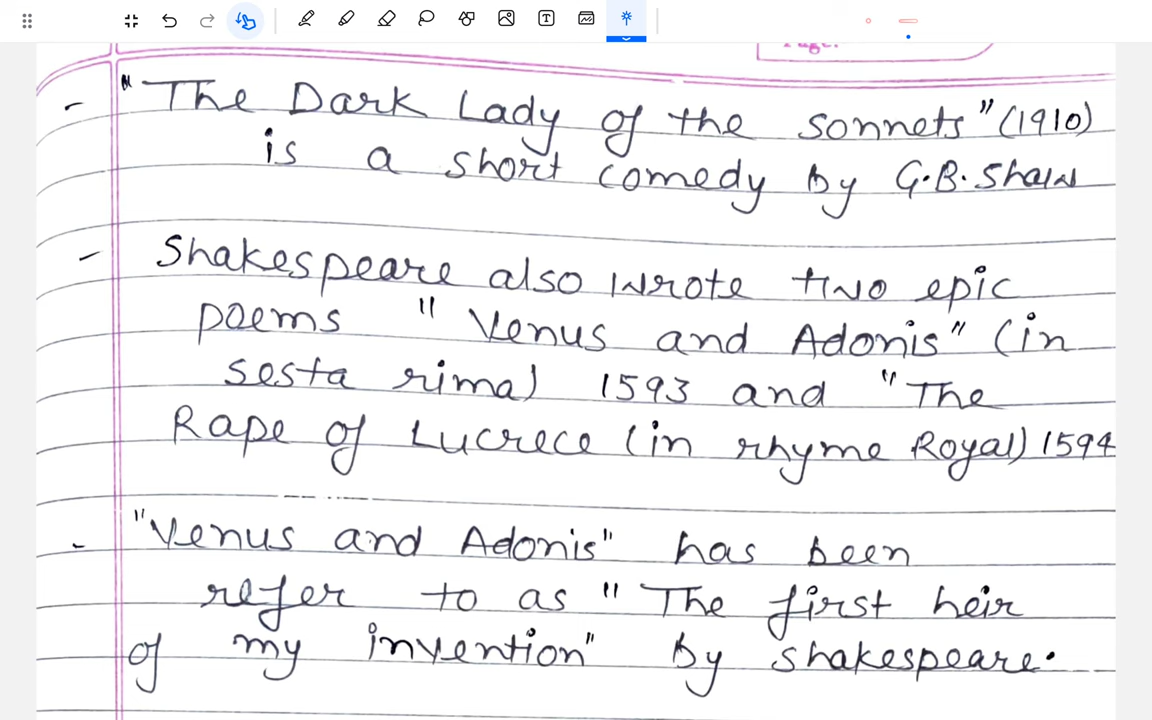 - "The Dark Lady of the Sonnets" (1910)
is a short comedy by G.B. Shaw
- Shakespeare also wrote two epic
poems "Venus and Adonis" (in
sesta rima) 1593 and "The
Rape of Lucrece (in rhyme Royal) 1594
- "Venus and Adonis" has been
refer to as "The first heir
of my invention" by shakespeare.